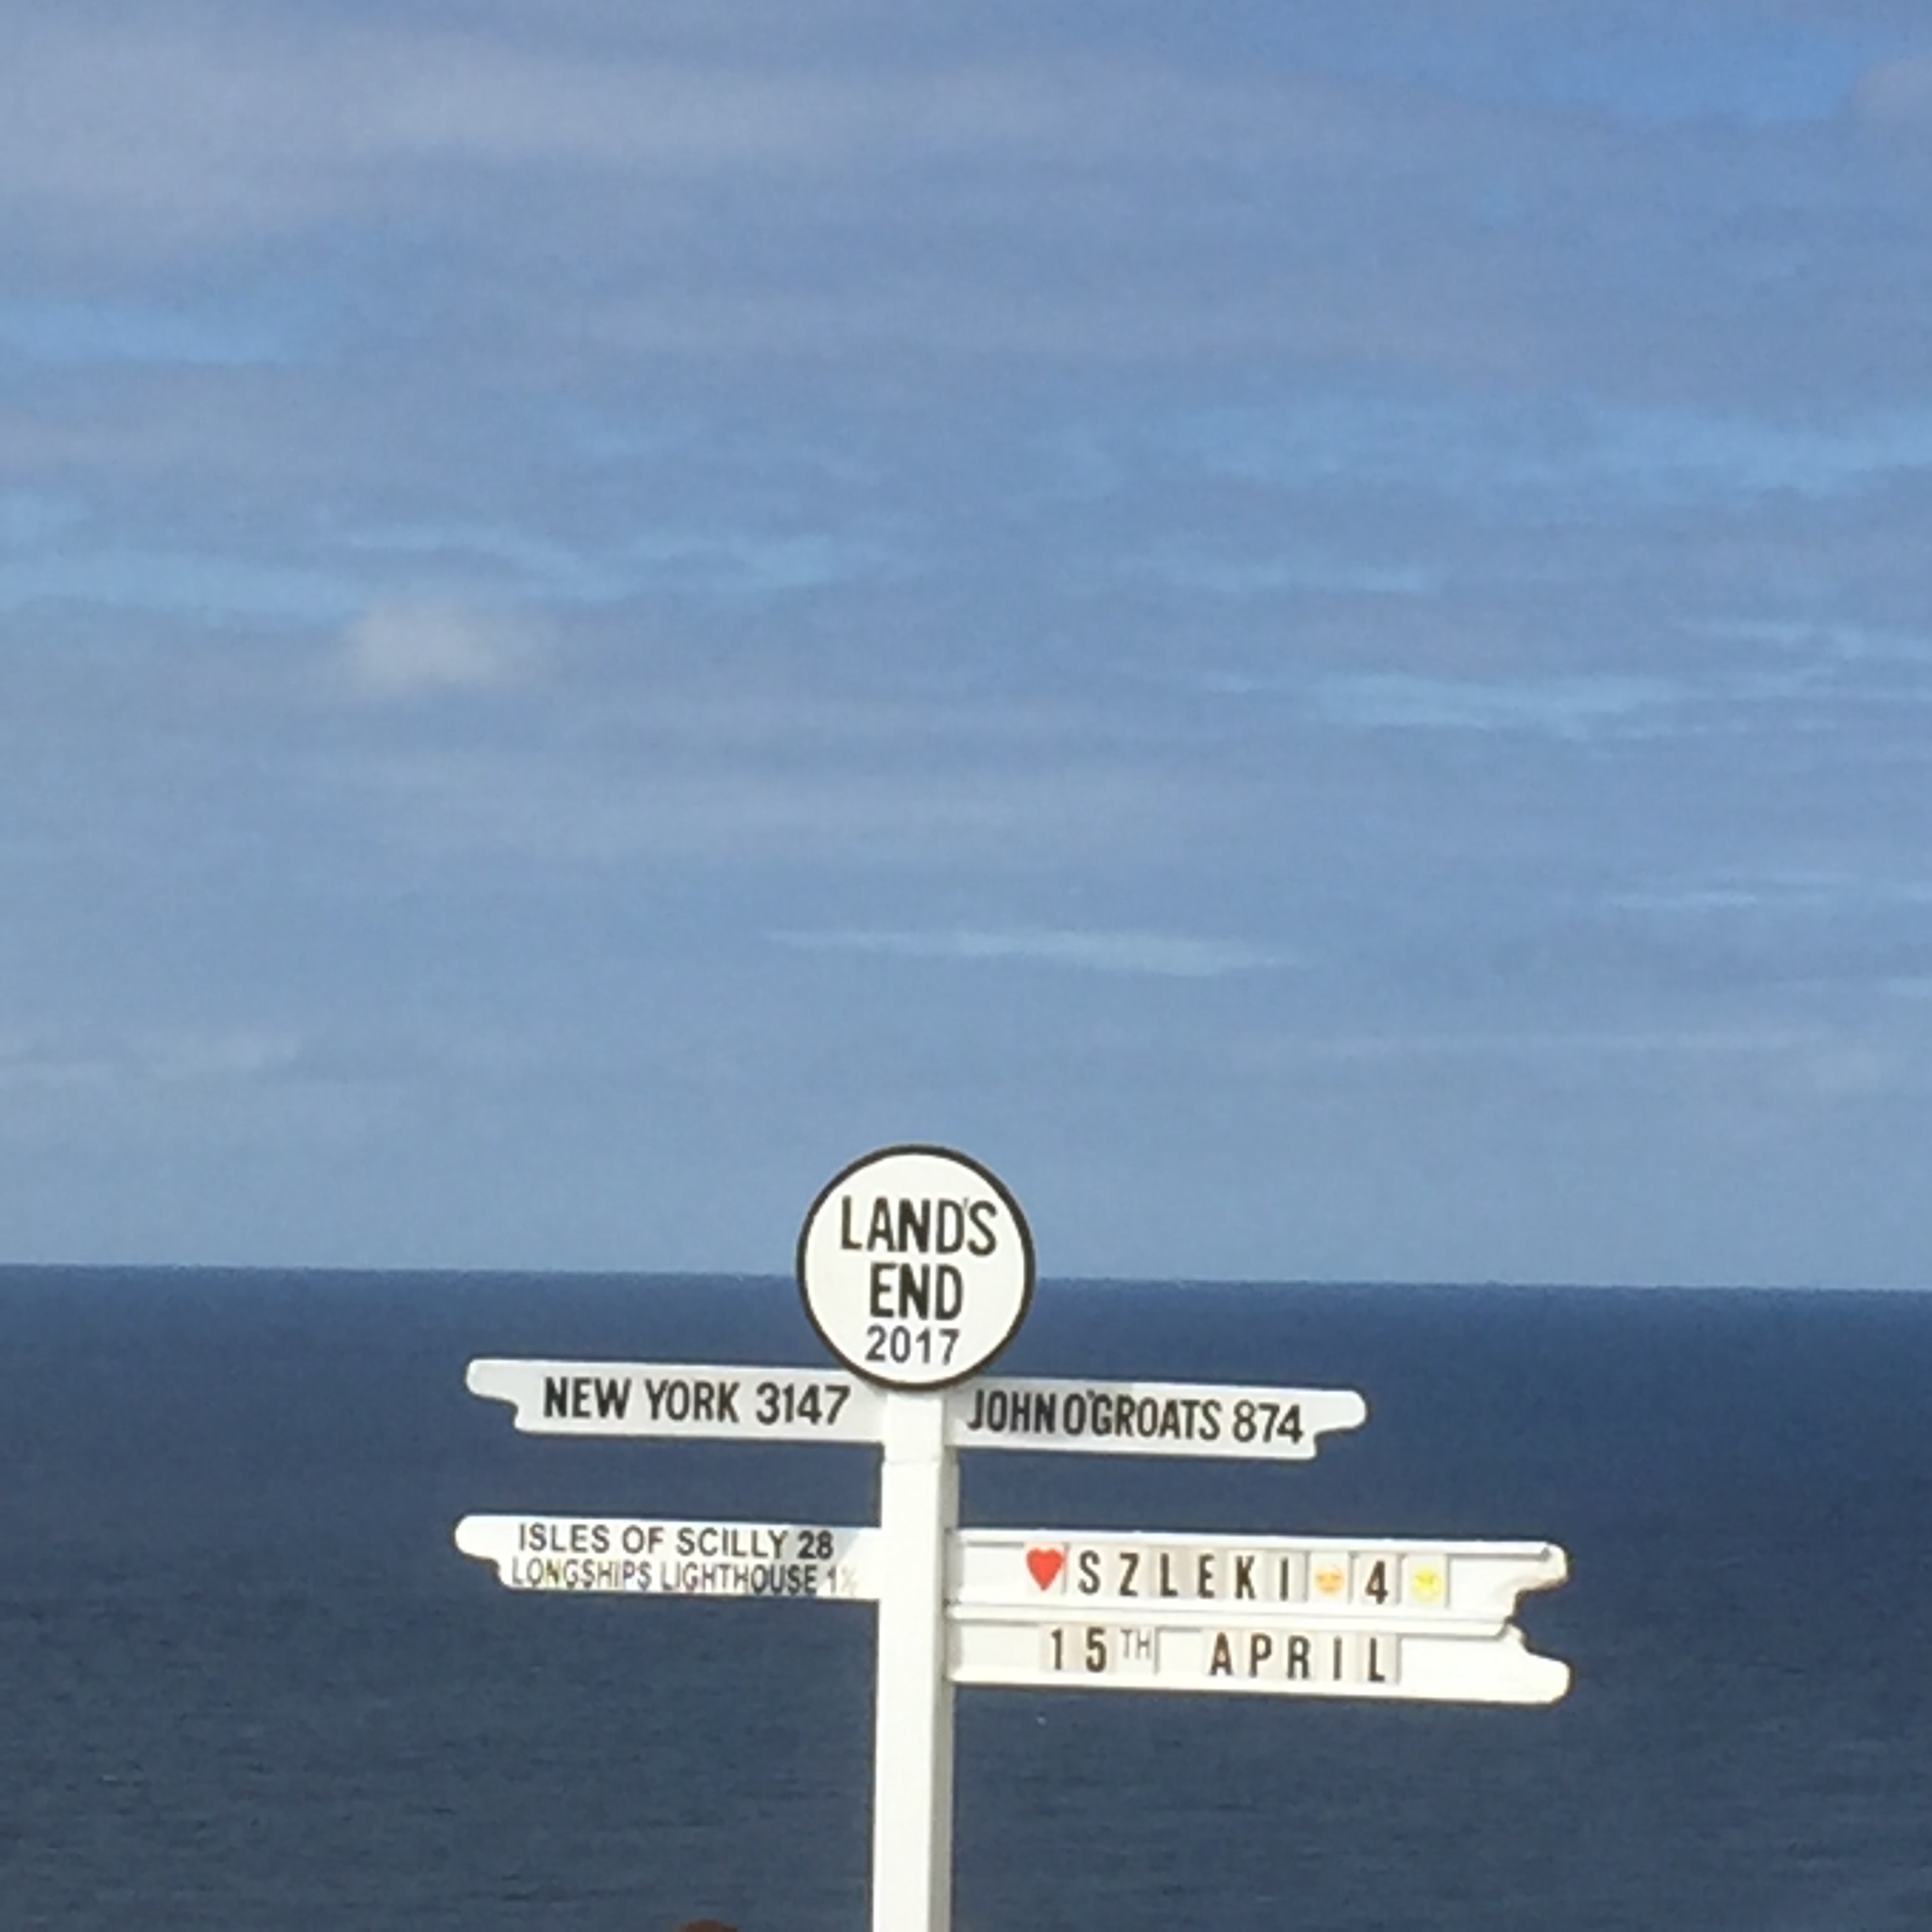 LAND'S
END
2017
NEW YORK 3147
JOHN O'GROATS 874
ISLES OF SCILLY 28
LONGSHIPS LIGHTHOUSE 1½
❤SZLEKI 4
15TH APRIL